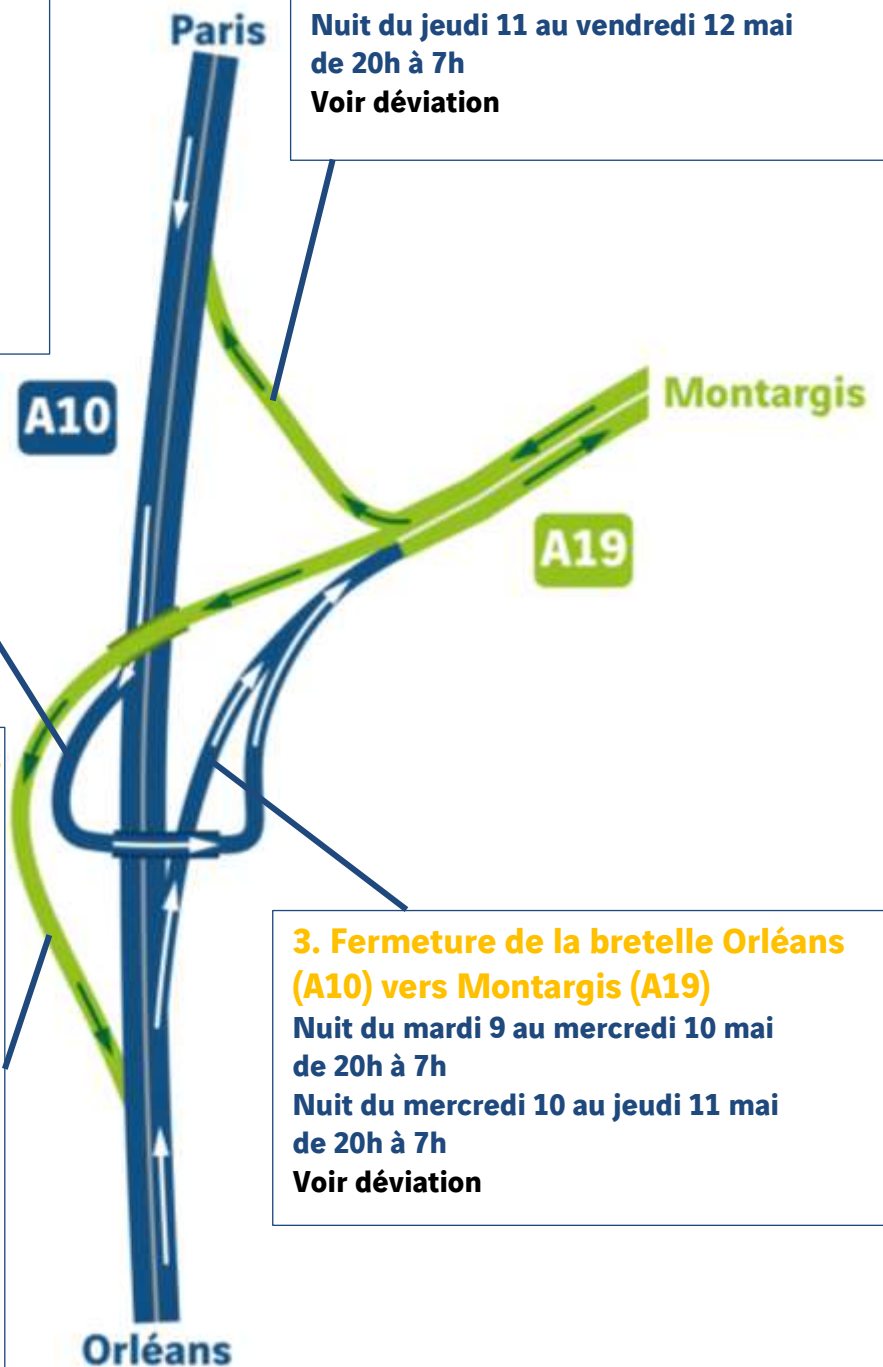 Paris
Nuit du jeudi 11 au vendredi 12 mai
de 20h à 7h
Voir déviation
A10
Montargis
A19
3. Fermeture de la bretelle Orléans
(A10) vers Montargis (A19)
Nuit du mardi 9 au mercredi 10 mai
de 20h à 7h
Nuit du mercredi 10 au jeudi 11 mai
de 20h à 7h
Voir déviation
Orléans